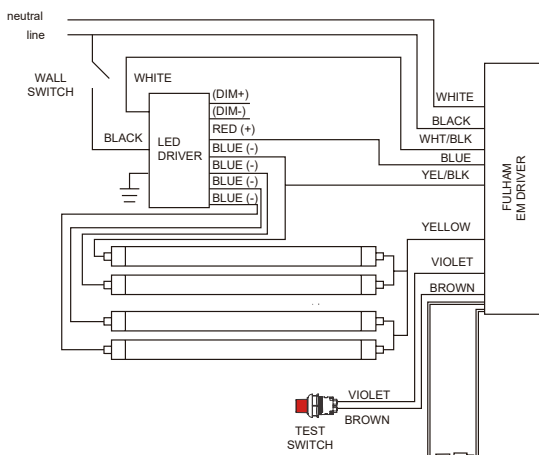 neutral
line
WALL
SWITCH
WHITE
BLACK
LED
DRIVER
(DIM+)
(DIM-)
RED (+)
BLUE (-)
BLUE (-)
BLUE (-)
BLUE (-)
WHITE
BLACK
WHT/BLK
BLUE
YEL/BLK
YELLOW
VIOLET
BROWN
FULHAM
EM DRIVER
VIOLET
BROWN
TEST
SWITCH